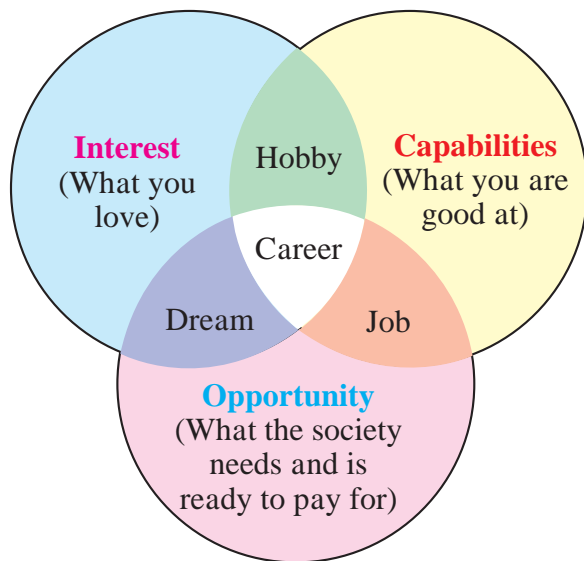 Hobby
Interest
(What you
love)
Capabilities
(What you are
good at)
Career
Dream
Job
Opportunity
(What the society
needs and is
ready to pay for)